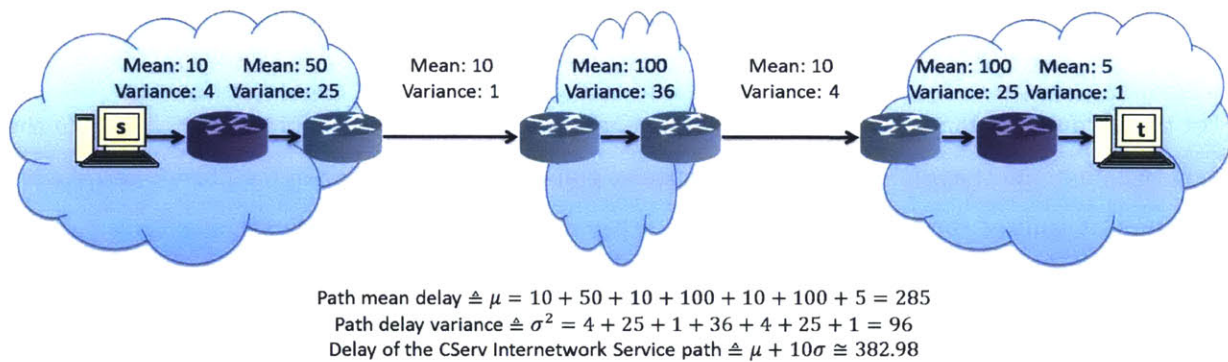 Mean: 10 Mean: 50 Mean: 10 Mean: 100 Mean: 10 Mean: 100 Mean: 5
Variance: 4 Variance: 25 Variance: 1 Variance: 36 Variance: 4 Variance: 25 Variance: 1
s t
Path mean delay ≜ μ = 10 + 50 + 10 + 100 + 10 + 100 + 5 = 285
Path delay variance ≜ σ² = 4 + 25 + 1 + 36 + 4 + 25 + 1 = 96
Delay of the CServ Internetwork Service path ≜ μ + 10σ ≅ 382.98